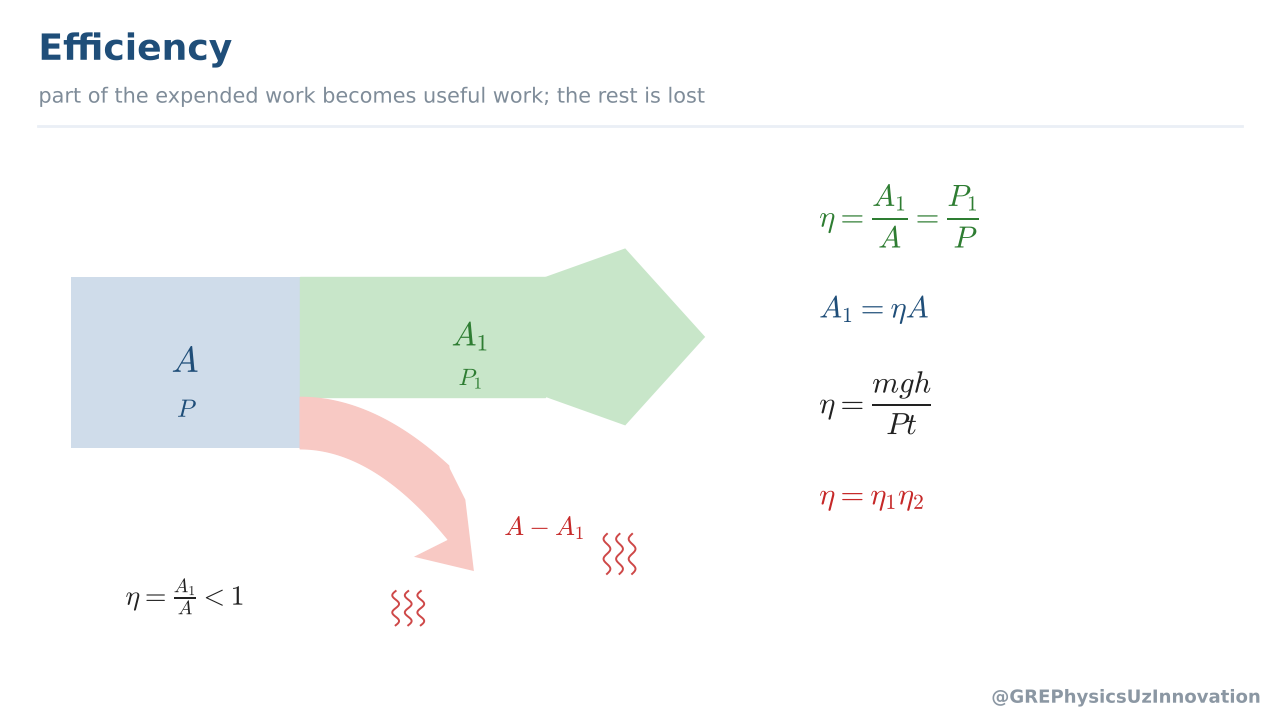 Efficiency
part of the expended work becomes useful work; the rest is lost
A
P
A₁
P₁
A − A₁
η = A₁/A < 1
η = A₁/A = P₁/P
A₁ = ηA
η = mgh/Pt
η = η₁η₂
@GREPhysicsUzInnovation